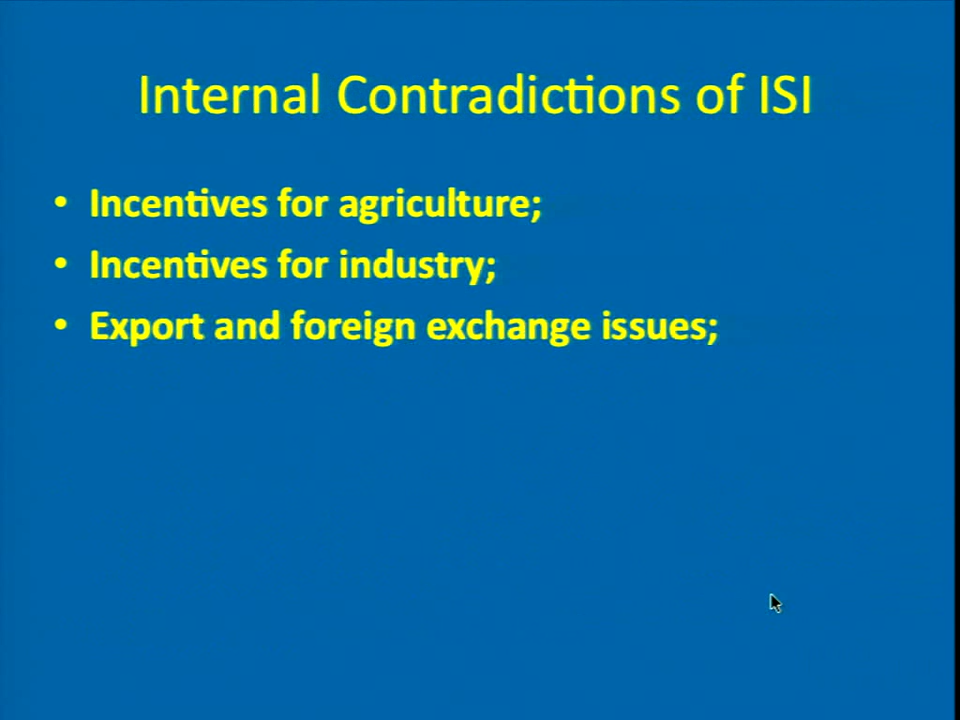 Internal Contradictions of ISI
• Incentives for agriculture;
• Incentives for industry;
• Export and foreign exchange issues;